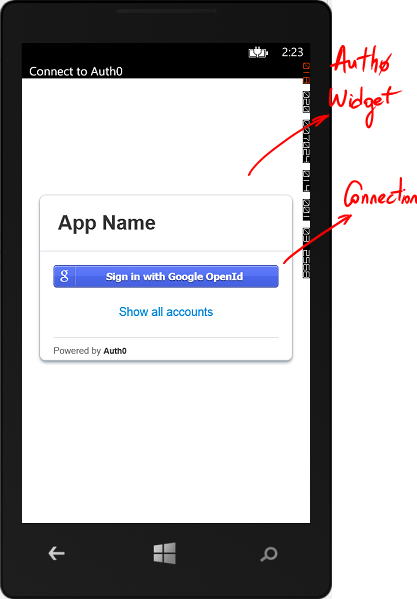 2:23
Connect to Auth0
Auth0
Widget
Connection
App Name
g Sign in with Google OpenId
Show all accounts
Powered by Auth0